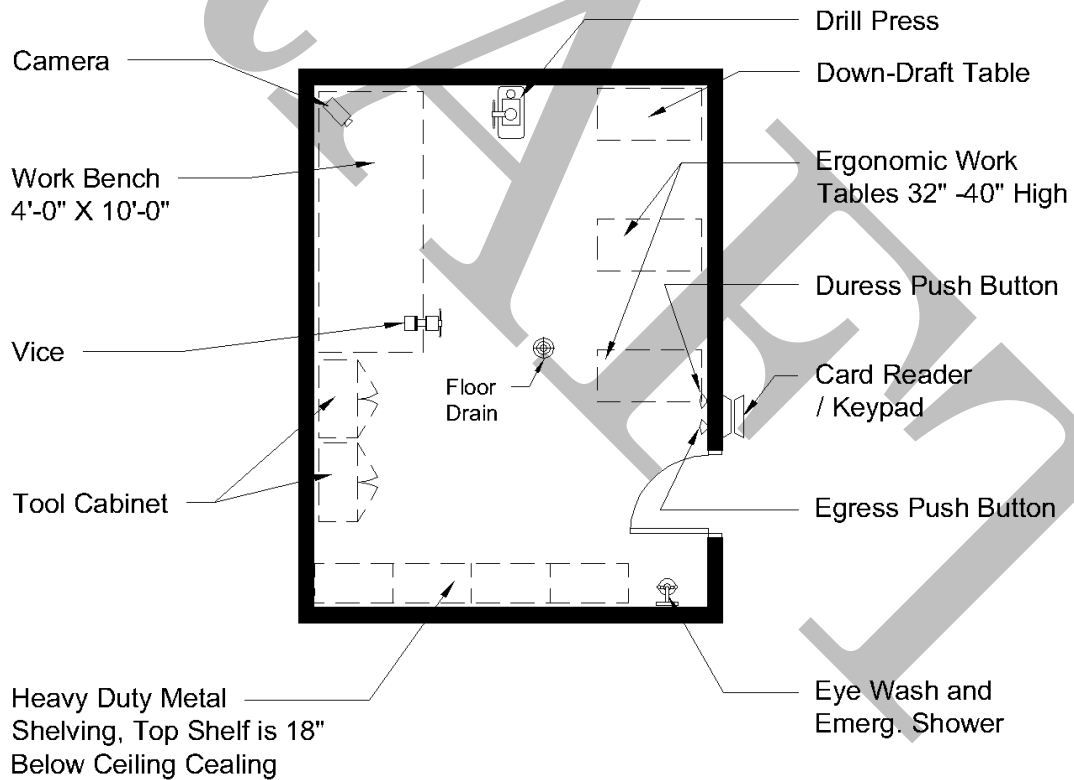 Camera
Work Bench
4'-0" X 10'-0"
Vice
Tool Cabinet
Heavy Duty Metal
Shelving, Top Shelf is 18"
Below Ceiling Cealing
Floor
Drain
Drill Press
Down-Draft Table
Ergonomic Work
Tables 32" -40" High
Duress Push Button
Card Reader
/ Keypad
Egress Push Button
Eye Wash and
Emerg. Shower